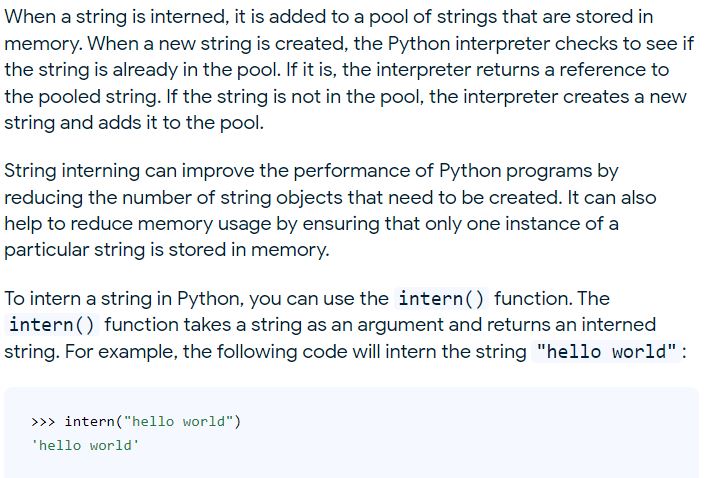 When a string is interned, it is added to a pool of strings that are stored in
memory. When a new string is created, the Python interpreter checks to see if
the string is already in the pool. If it is, the interpreter returns a reference to
the pooled string. If the string is not in the pool, the interpreter creates a new
string and adds it to the pool.
String interning can improve the performance of Python programs by
reducing the number of string objects that need to be created. It can also
help to reduce memory usage by ensuring that only one instance of a
particular string is stored in memory.
To intern a string in Python, you can use the intern() function. The
intern() function takes a string as an argument and returns an interned
string. For example, the following code will intern the string "hello world":
>>> intern("hello world")
'hello world'